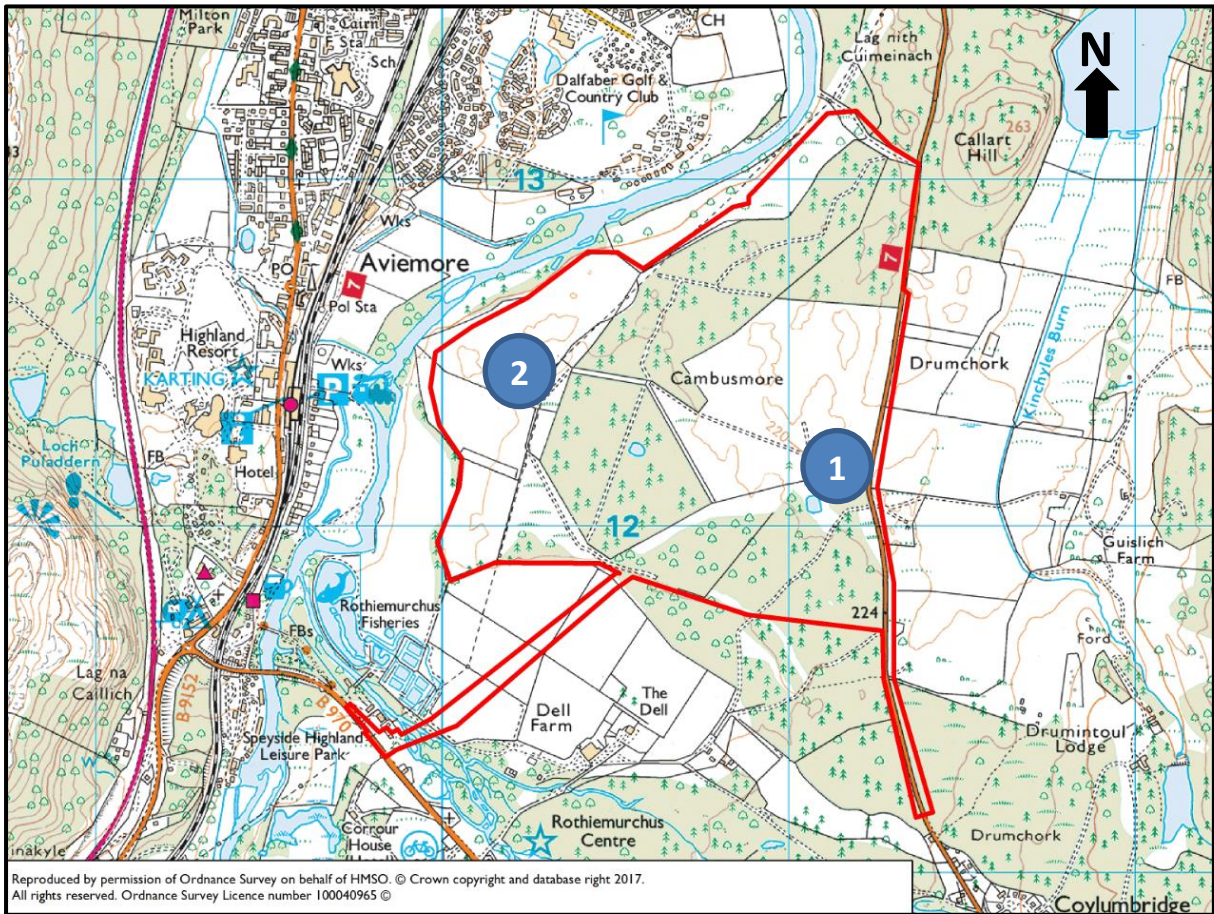 Milton
Park
Cairn
Sta
Sch
CH
Lag nith
Cuimeinach
N
Dalfaber Golf &
Country Club
263
Callart
Hill
13
Wks
PO
Aviemore
7
7
Pol Sta
FB
Highland
Resort
Wks
2
Drumchork
Kinchyles Burn
KARTING
P
Cambusmore
Loch
Puladdern
FB
Hotel
1
12
Guislich
Farm
Rothiemurchus
Fisheries
224
FBs
Ford
Lag na
Caillich
B 9152
B 970
The
Dell
Dell
Farm
Speyside Highland
Leisure Park
Drumintoul
Lodge
W
Corrour
House
Rothiemurchus
Centre
Drumchork
inakyle
Reproduced by permission of Ordnance Survey on behalf of HMSO. © Crown copyright and database right 2017.
All rights reserved. Ordnance Survey Licence number 100040965 ©
Coylumbridge